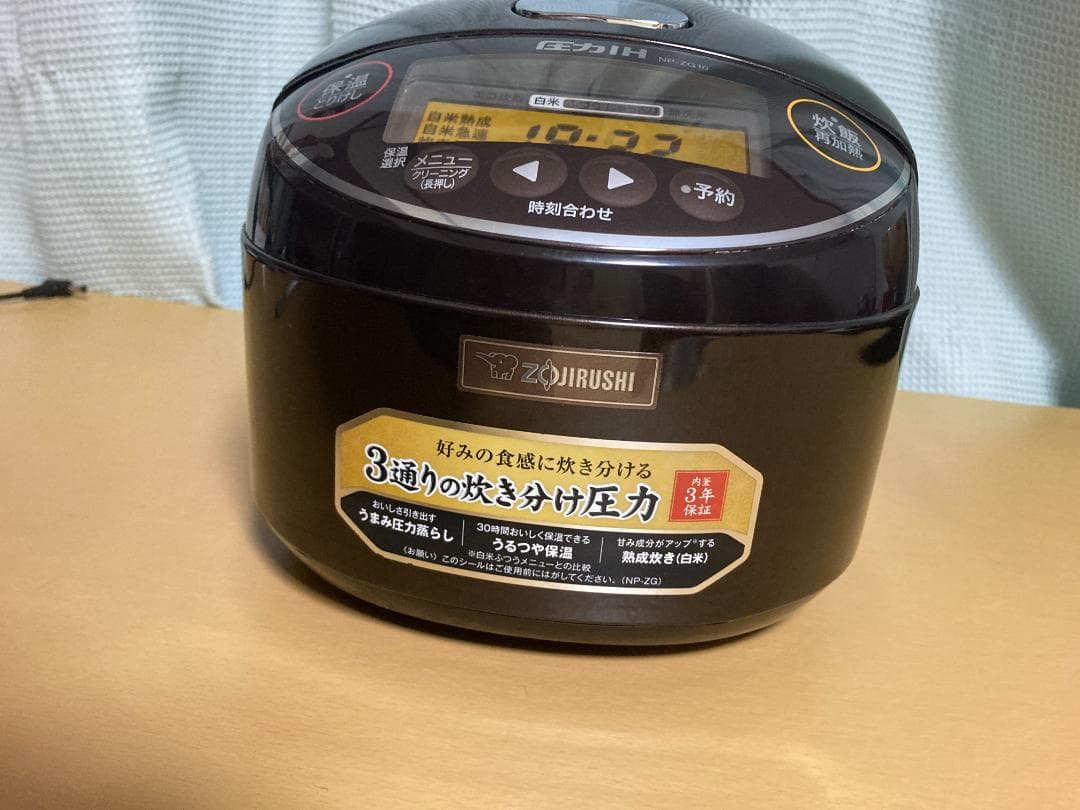 圧力IH
NP-ZG10
保温
とりけし
白米
白米熟成
白米急速
炊飯
再加熱
保温
選択
メニュー
クリーニング
(長押し)
予約
時刻合わせ
ZOJIRUSHI
好みの食感に炊き分ける
3通りの炊き分け圧力
内釜
3年
保証
おいしさ引き出す
うまみ圧力蒸らし
30時間おいしく保温できる
うるつや保温
甘み成分がアップ※する
熟成炊き(白米)
※白米ふつうメニューとの比較
(お願い)このシールはご使用前にはがしてください。(NP-ZG)